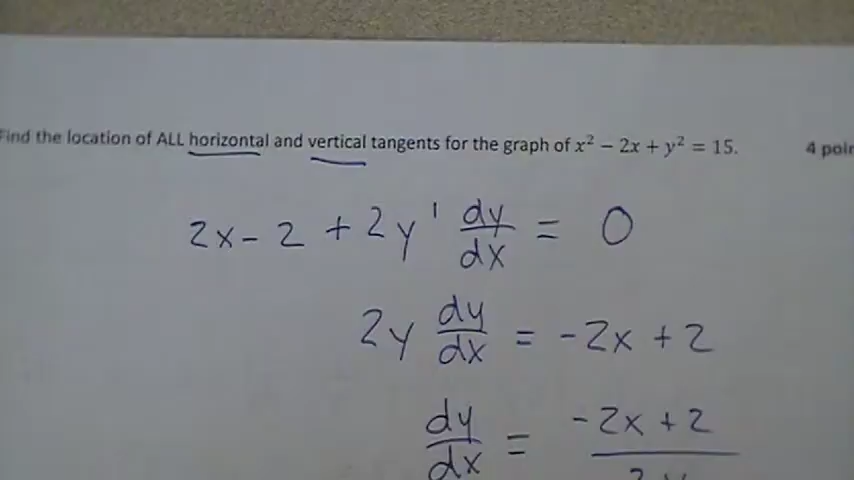 Find the location of ALL horizontal and vertical tangents for the graph of x² − 2x + y² = 15. 4
2x - 2 + 2y ' dy/dx = 0
2y dy/dx = -2x + 2
dy/dx = -2x + 2